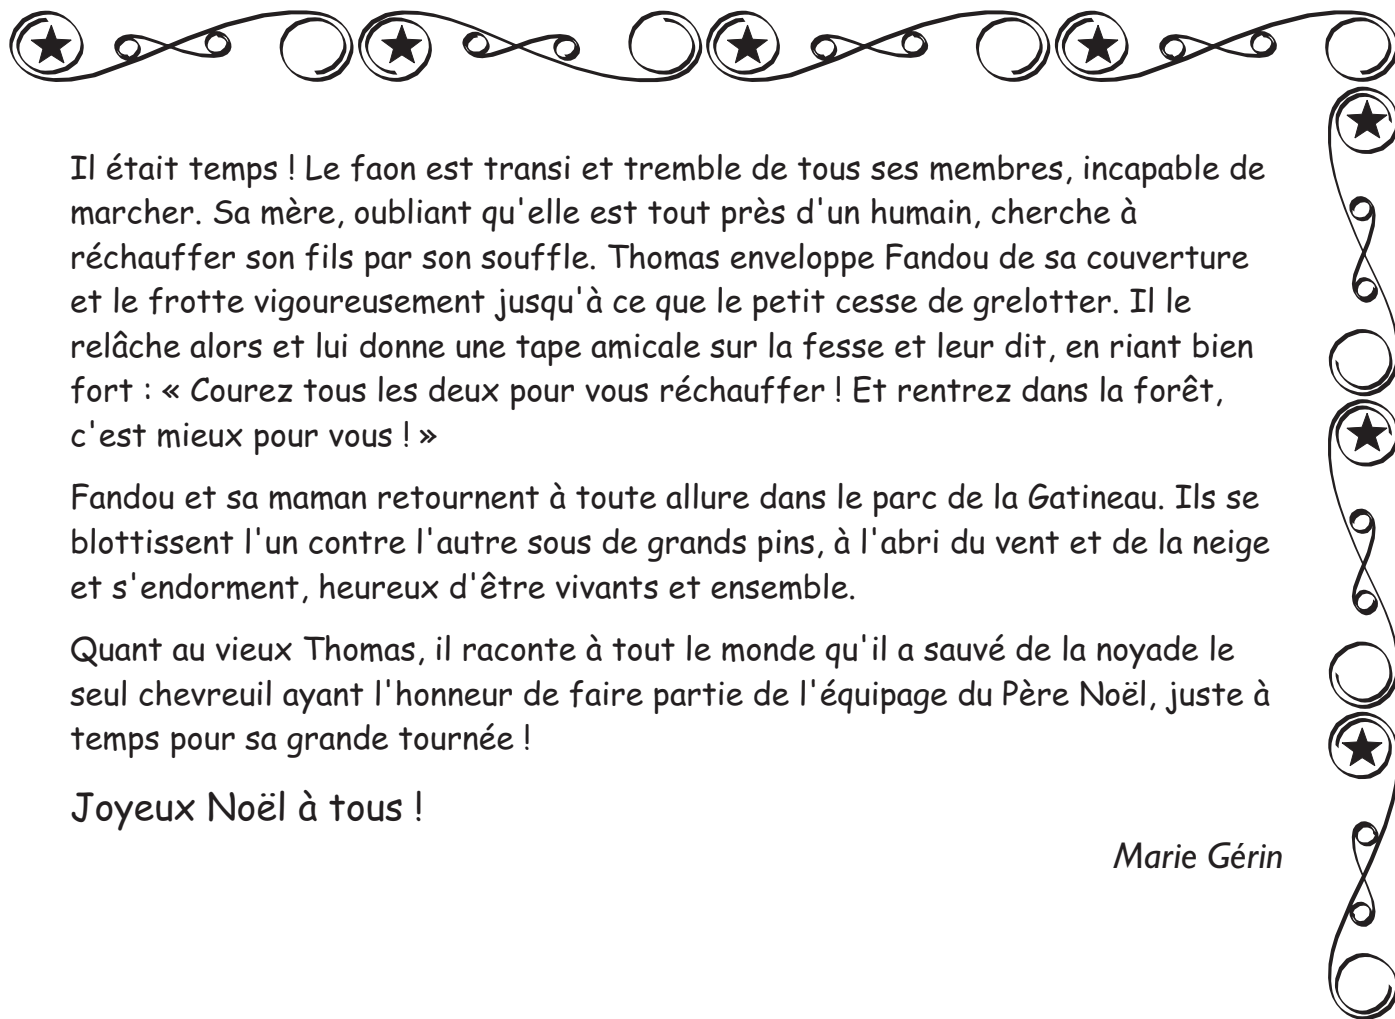 Il était temps ! Le faon est transi et tremble de tous ses membres, incapable de
marcher. Sa mère, oubliant qu'elle est tout près d'un humain, cherche à
réchauffer son fils par son souffle. Thomas enveloppe Fandou de sa couverture
et le frotte vigoureusement jusqu'à ce que le petit cesse de grelotter. Il le
relâche alors et lui donne une tape amicale sur la fesse et leur dit, en riant bien
fort : « Courez tous les deux pour vous réchauffer ! Et rentrez dans la forêt,
c'est mieux pour vous ! »
Fandou et sa maman retournent à toute allure dans le parc de la Gatineau. Ils se
blottissent l'un contre l'autre sous de grands pins, à l'abri du vent et de la neige
et s'endorment, heureux d'être vivants et ensemble.
Quant au vieux Thomas, il raconte à tout le monde qu'il a sauvé de la noyade le
seul chevreuil ayant l'honneur de faire partie de l'équipage du Père Noël, juste à
temps pour sa grande tournée !
Joyeux Noël à tous !
Marie Gérin